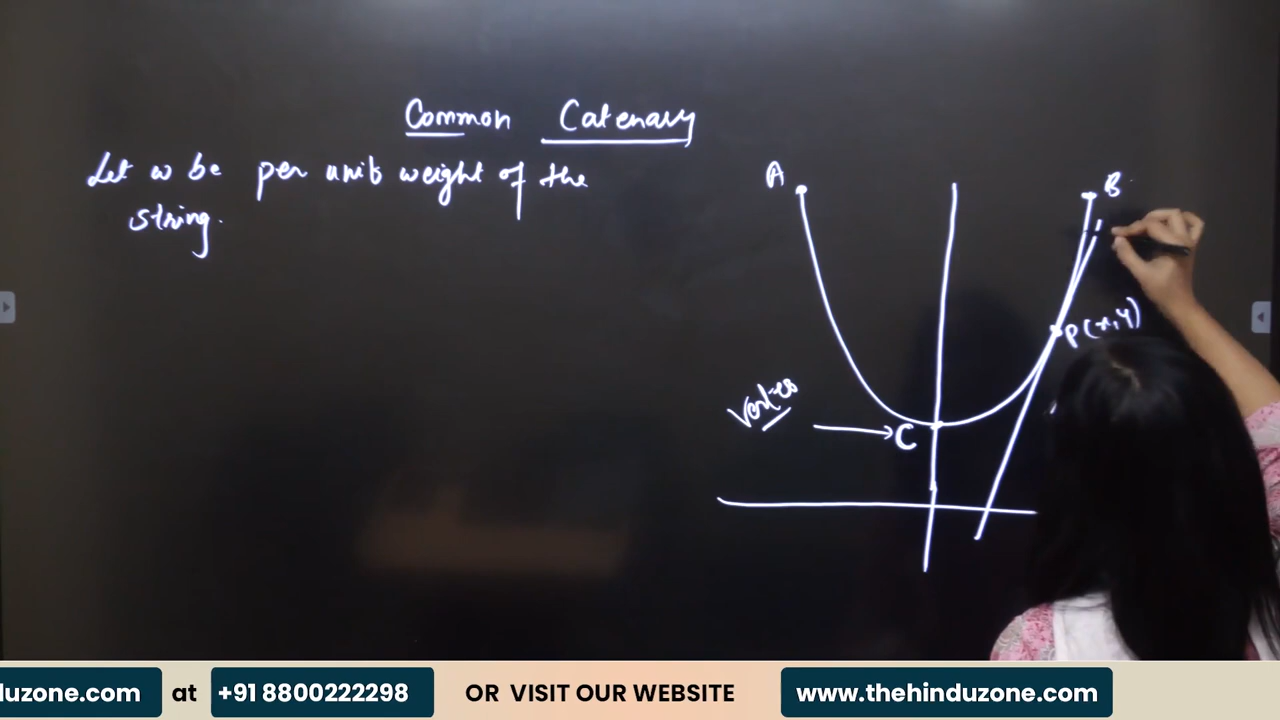 Common Catenary
Let w be per unit weight of the
string.
A
B
P(x,y)
Vertex
C
duzone.com at +91 8800222298 OR VISIT OUR WEBSITE www.thehinduzone.com